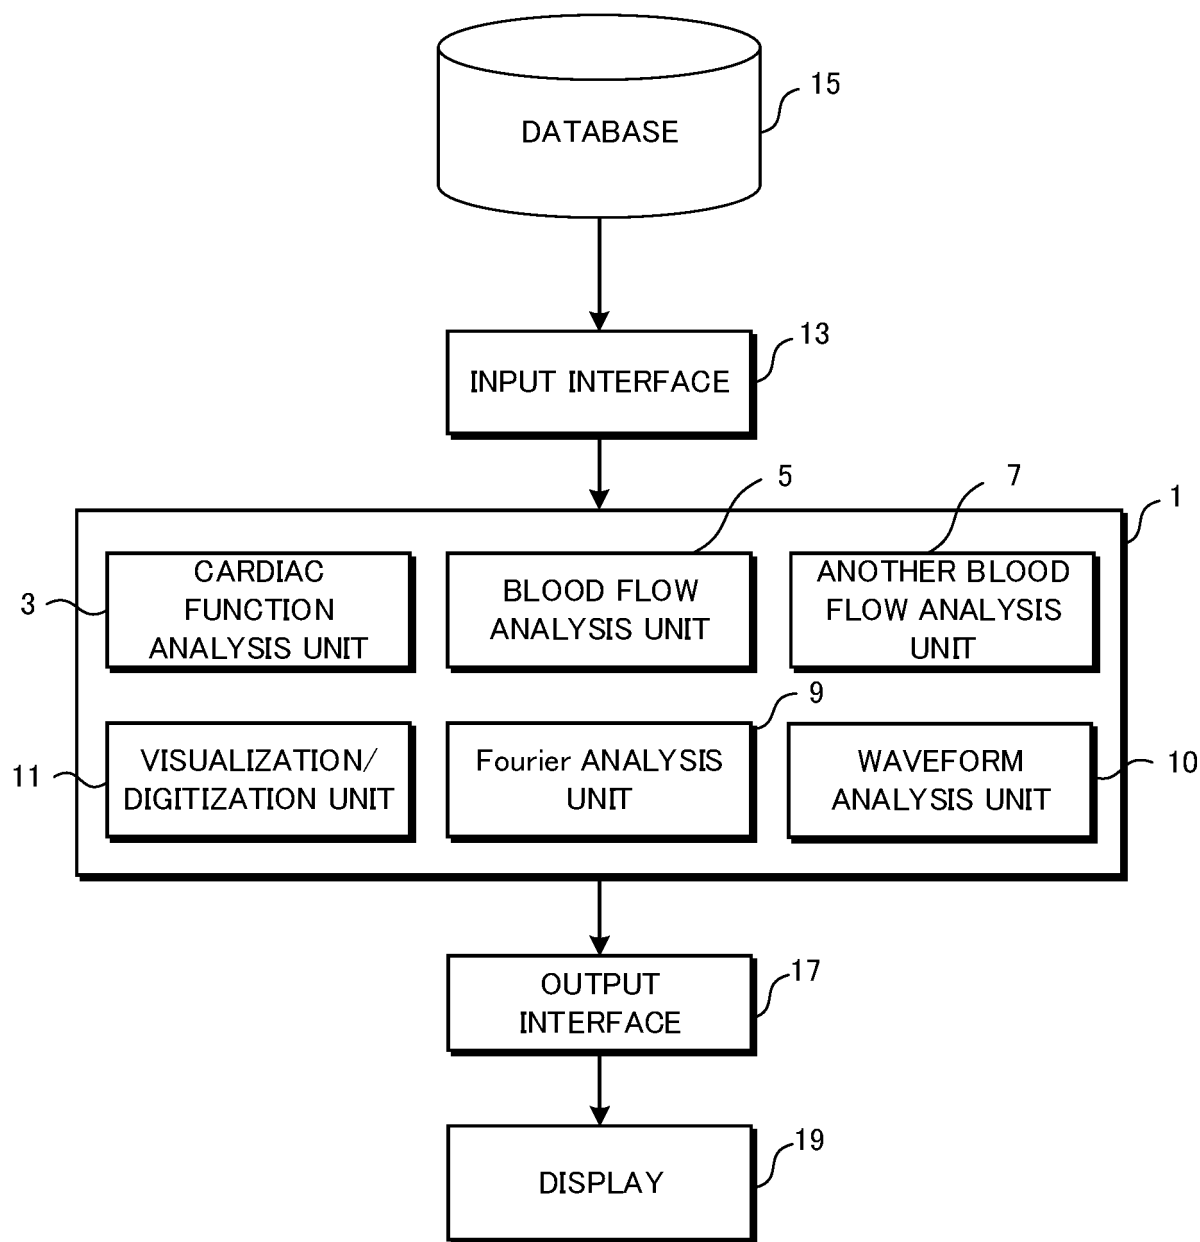 15
DATABASE
13
INPUT INTERFACE
5
7
1
3
CARDIAC
FUNCTION
ANALYSIS UNIT
BLOOD FLOW
ANALYSIS UNIT
ANOTHER BLOOD
FLOW ANALYSIS
UNIT
9
11
VISUALIZATION/
DIGITIZATION UNIT
Fourier ANALYSIS
UNIT
WAVEFORM
ANALYSIS UNIT
10
17
OUTPUT
INTERFACE
19
DISPLAY